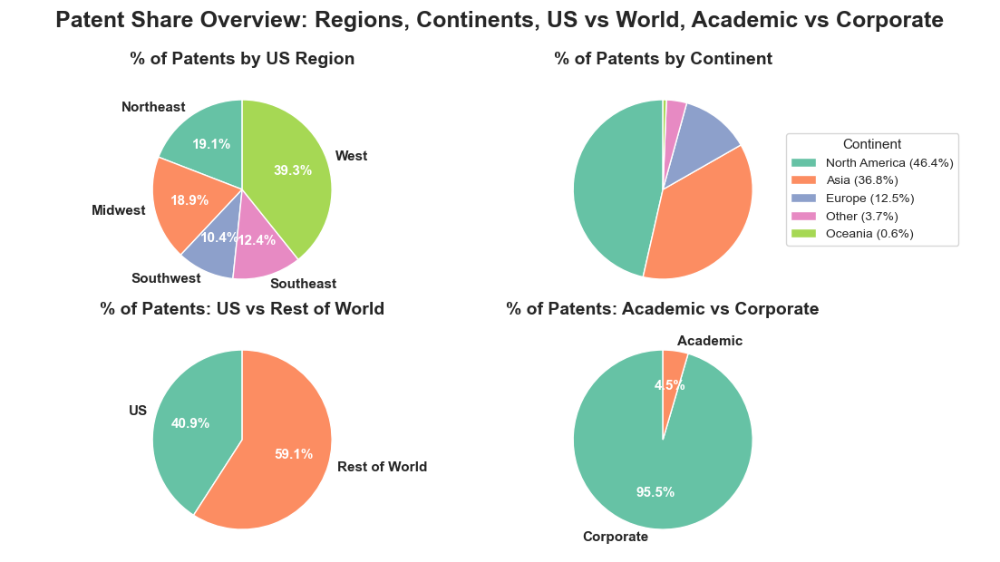 Patent Share Overview: Regions, Continents, US vs World, Academic vs Corporate
% of Patents by US Region
Northeast
19.1%
West
39.3%
Midwest
18.9%
10.4%
12.4%
Southwest
Southeast
% of Patents by Continent
Continent
North America (46.4%)
Asia (36.8%)
Europe (12.5%)
Other (3.7%)
Oceania (0.6%)
% of Patents: US vs Rest of World
US
40.9%
59.1%
Rest of World
% of Patents: Academic vs Corporate
Academic
4.5%
95.5%
Corporate